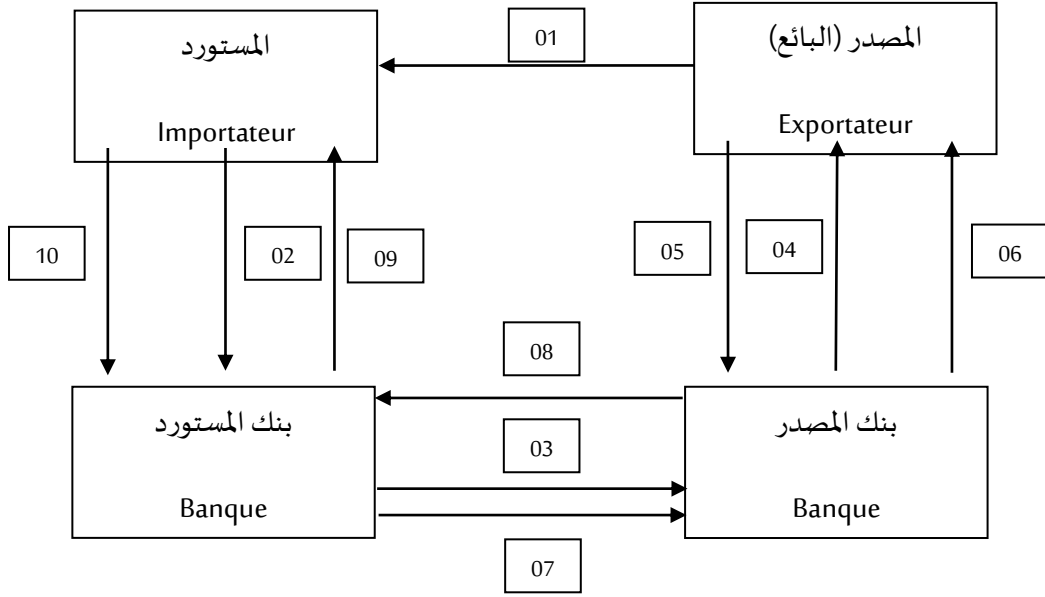 المستورد
Importateur
01
المصدر (البائع)
Exportateur
10
02
09
05
04
06
08
بنك المستورد
Banque
03
بنك المصدر
Banque
07